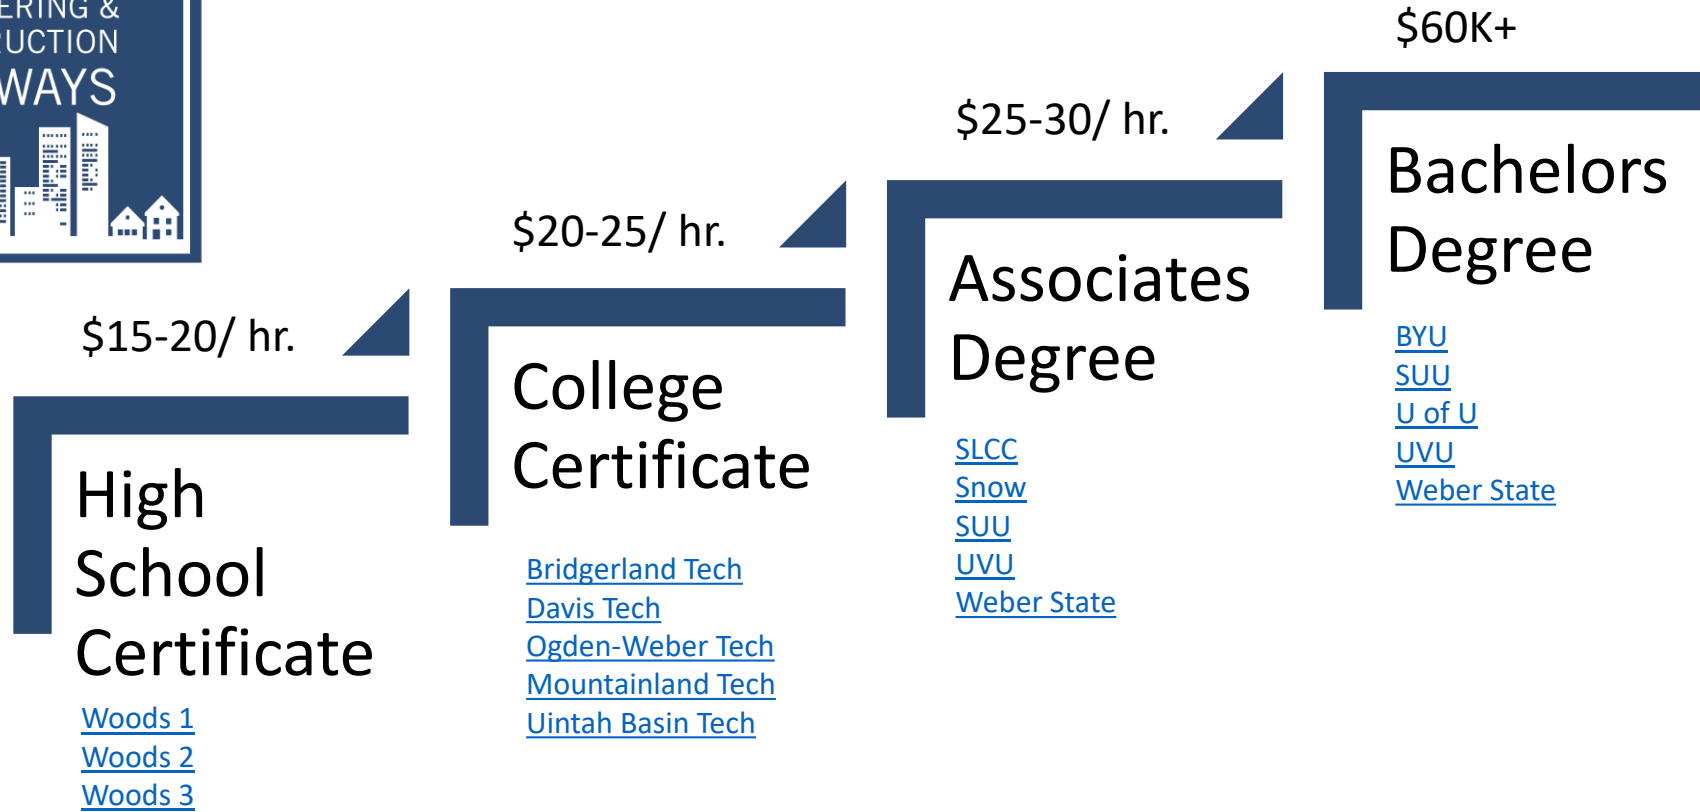 UCTION
WAYS
$15-20/ hr.
High
School
Certificate
Woods 1
Woods 2
Woods 3
$20-25/ hr.
College
Certificate
Bridgerland Tech
Davis Tech
Ogden-Weber Tech
Mountainland Tech
Uintah Basin Tech
$25-30/ hr.
Associates
Degree
SLCC
Snow
SUU
UVU
Weber State
$60K+
Bachelors
Degree
BYU
SUU
U of U
UVU
Weber State